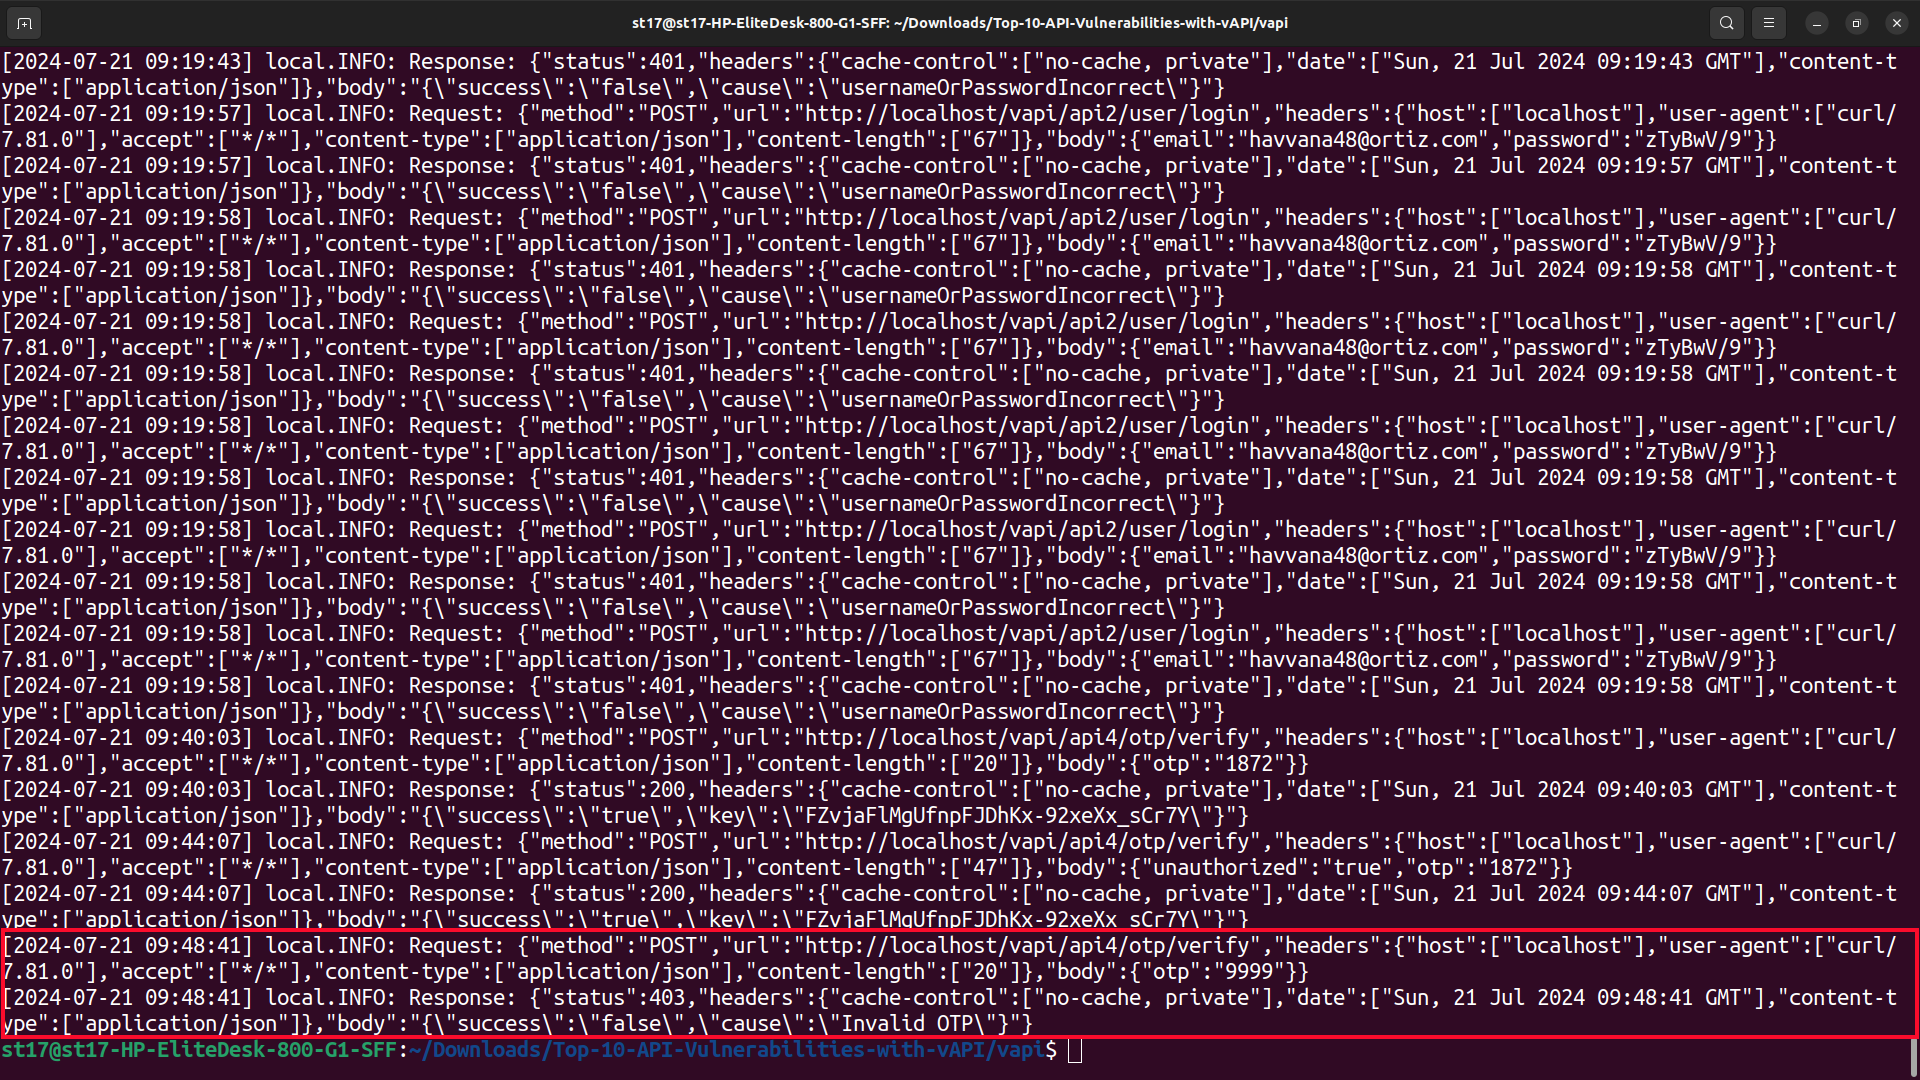 st17@st17-HP-EliteDesk-800-G1-SFF: ~/Downloads/Top-10-API-Vulnerabilities-with-vAPI/vapi
[2024-07-21 09:19:43] local.INFO: Response: {"status":401,"headers":{"cache-control":["no-cache, private"],"date":["Sun, 21 Jul 2024 09:19:43 GMT"],"content-t
ype":["application/json"]},"body":"{\"success\":\"false\",\"cause\":\"usernameOrPasswordIncorrect\"}"}
[2024-07-21 09:19:57] local.INFO: Request: {"method":"POST","url":"http://localhost/vapi/api2/user/login","headers":{"host":["localhost"],"user-agent":["curl/
7.81.0"],"accept":["*/*"],"content-type":["application/json"],"content-length":["67"]},"body":{"email":"havvana48@ortiz.com","password":"zTyBwV/9"}}
[2024-07-21 09:19:57] local.INFO: Response: {"status":401,"headers":{"cache-control":["no-cache, private"],"date":["Sun, 21 Jul 2024 09:19:57 GMT"],"content-t
ype":["application/json"]},"body":"{\"success\":\"false\",\"cause\":\"usernameOrPasswordIncorrect\"}"}
[2024-07-21 09:19:58] local.INFO: Request: {"method":"POST","url":"http://localhost/vapi/api2/user/login","headers":{"host":["localhost"],"user-agent":["curl/
7.81.0"],"accept":["*/*"],"content-type":["application/json"],"content-length":["67"]},"body":{"email":"havvana48@ortiz.com","password":"zTyBwV/9"}}
[2024-07-21 09:19:58] local.INFO: Response: {"status":401,"headers":{"cache-control":["no-cache, private"],"date":["Sun, 21 Jul 2024 09:19:58 GMT"],"content-t
ype":["application/json"]},"body":"{\"success\":\"false\",\"cause\":\"usernameOrPasswordIncorrect\"}"}
[2024-07-21 09:19:58] local.INFO: Request: {"method":"POST","url":"http://localhost/vapi/api2/user/login","headers":{"host":["localhost"],"user-agent":["curl/
7.81.0"],"accept":["*/*"],"content-type":["application/json"],"content-length":["67"]},"body":{"email":"havvana48@ortiz.com","password":"zTyBwV/9"}}
[2024-07-21 09:19:58] local.INFO: Response: {"status":401,"headers":{"cache-control":["no-cache, private"],"date":["Sun, 21 Jul 2024 09:19:58 GMT"],"content-t
ype":["application/json"]},"body":"{\"success\":\"false\",\"cause\":\"usernameOrPasswordIncorrect\"}"}
[2024-07-21 09:19:58] local.INFO: Request: {"method":"POST","url":"http://localhost/vapi/api2/user/login","headers":{"host":["localhost"],"user-agent":["curl/
7.81.0"],"accept":["*/*"],"content-type":["application/json"],"content-length":["67"]},"body":{"email":"havvana48@ortiz.com","password":"zTyBwV/9"}}
[2024-07-21 09:19:58] local.INFO: Response: {"status":401,"headers":{"cache-control":["no-cache, private"],"date":["Sun, 21 Jul 2024 09:19:58 GMT"],"content-t
ype":["application/json"]},"body":"{\"success\":\"false\",\"cause\":\"usernameOrPasswordIncorrect\"}"}
[2024-07-21 09:19:58] local.INFO: Request: {"method":"POST","url":"http://localhost/vapi/api2/user/login","headers":{"host":["localhost"],"user-agent":["curl/
7.81.0"],"accept":["*/*"],"content-type":["application/json"],"content-length":["67"]},"body":{"email":"havvana48@ortiz.com","password":"zTyBwV/9"}}
[2024-07-21 09:19:58] local.INFO: Response: {"status":401,"headers":{"cache-control":["no-cache, private"],"date":["Sun, 21 Jul 2024 09:19:58 GMT"],"content-t
ype":["application/json"]},"body":"{\"success\":\"false\",\"cause\":\"usernameOrPasswordIncorrect\"}"}
[2024-07-21 09:19:58] local.INFO: Request: {"method":"POST","url":"http://localhost/vapi/api2/user/login","headers":{"host":["localhost"],"user-agent":["curl/
7.81.0"],"accept":["*/*"],"content-type":["application/json"],"content-length":["67"]},"body":{"email":"havvana48@ortiz.com","password":"zTyBwV/9"}}
[2024-07-21 09:19:58] local.INFO: Response: {"status":401,"headers":{"cache-control":["no-cache, private"],"date":["Sun, 21 Jul 2024 09:19:58 GMT"],"content-t
ype":["application/json"]},"body":"{\"success\":\"false\",\"cause\":\"usernameOrPasswordIncorrect\"}"}
[2024-07-21 09:40:03] local.INFO: Request: {"method":"POST","url":"http://localhost/vapi/api4/otp/verify","headers":{"host":["localhost"],"user-agent":["curl/
7.81.0"],"accept":["*/*"],"content-type":["application/json"],"content-length":["20"]},"body":{"otp":"1872"}}
[2024-07-21 09:40:03] local.INFO: Response: {"status":200,"headers":{"cache-control":["no-cache, private"],"date":["Sun, 21 Jul 2024 09:40:03 GMT"],"content-t
ype":["application/json"]},"body":"{\"success\":\"true\",\"key\":\"FZvjaFlMgUfnpFJDhKx-92xeXx_sCr7Y\"}"}
[2024-07-21 09:44:07] local.INFO: Request: {"method":"POST","url":"http://localhost/vapi/api4/otp/verify","headers":{"host":["localhost"],"user-agent":["curl/
7.81.0"],"accept":["*/*"],"content-type":["application/json"],"content-length":["47"]},"body":{"unauthorized":"true","otp":"1872"}}
[2024-07-21 09:44:07] local.INFO: Response: {"status":200,"headers":{"cache-control":["no-cache, private"],"date":["Sun, 21 Jul 2024 09:44:07 GMT"],"content-t
ype":["application/json"]},"body":"{\"success\":\"true\",\"key\":\"FZvjaFlMgUfnpFJDhKx-92xeXx_sCr7Y\"}"}
[2024-07-21 09:48:41] local.INFO: Request: {"method":"POST","url":"http://localhost/vapi/api4/otp/verify","headers":{"host":["localhost"],"user-agent":["curl/
7.81.0"],"accept":["*/*"],"content-type":["application/json"],"content-length":["20"]},"body":{"otp":"9999"}}
[2024-07-21 09:48:41] local.INFO: Response: {"status":403,"headers":{"cache-control":["no-cache, private"],"date":["Sun, 21 Jul 2024 09:48:41 GMT"],"content-t
ype":["application/json"]},"body":"{\"success\":\"false\",\"cause\":\"Invalid OTP\"}"}
st17@st17-HP-EliteDesk-800-G1-SFF:~/Downloads/Top-10-API-Vulnerabilities-with-vAPI/vapi$